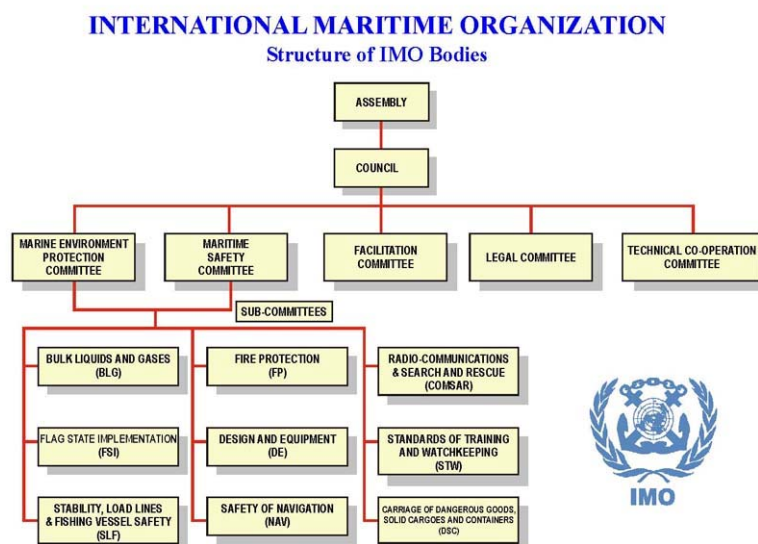 INTERNATIONAL MARITIME ORGANIZATION
Structure of IMO Bodies
ASSEMBLY
COUNCIL
MARINE ENVIRONMENT
PROTECTION
COMMITTEE
MARITIME
SAFETY
COMMITTEE
FACILITATION
COMMITTEE
LEGAL COMMITTEE
TECHNICAL CO-OPERATION
COMMITTEE
SUB-COMMITTEES
BULK LIQUIDS AND GASES
(BLG)
FIRE PROTECTION
(FP)
RADIO-COMMUNICATIONS
& SEARCH AND RESCUE
(COMSAR)
FLAG STATE IMPLEMENTATION
(FSI)
DESIGN AND EQUIPMENT
(DE)
STANDARDS OF TRAINING
AND WATCHKEEPING
(STW)
STABILITY, LOAD LINES
& FISHING VESSEL SAFETY
(SLF)
SAFETY OF NAVIGATION
(NAV)
CARRIAGE OF DANGEROUS GOODS,
SOLID CARGOES AND CONTAINERS
(DSC)
IMO